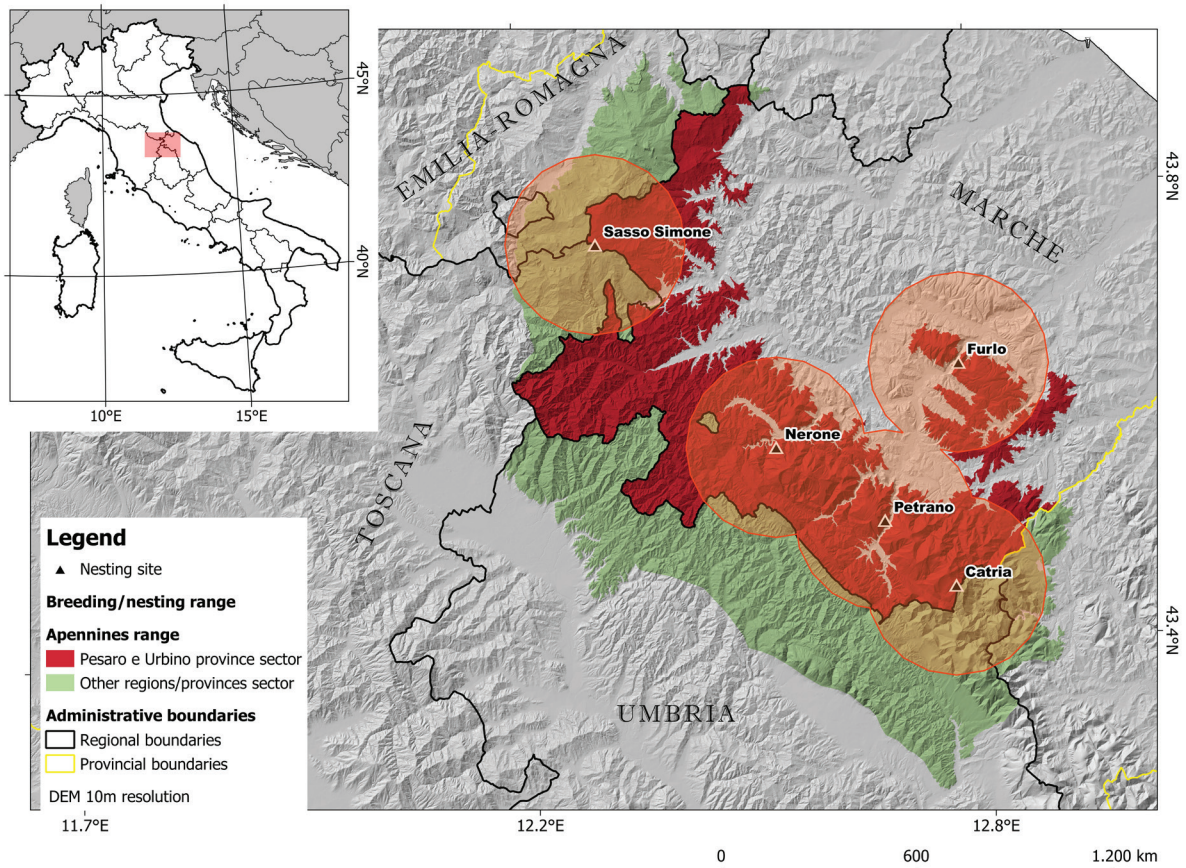 45°N
40°N
10°E
15°E
EMILIA-ROMAGNA
MARCHE
43.8°N
Sasso Simone
Furlo
Nerone
Petrano
Catria
TOSCANA
UMBRIA
43.4°N
Legend
Nesting site
Breeding/nesting range
Apennines range
Pesaro e Urbino province sector
Other regions/provinces sector
Administrative boundaries
Regional boundaries
Provincial boundaries
DEM 10m resolution
11.7°E
12.2°E
12.8°E
0
600
1.200 km